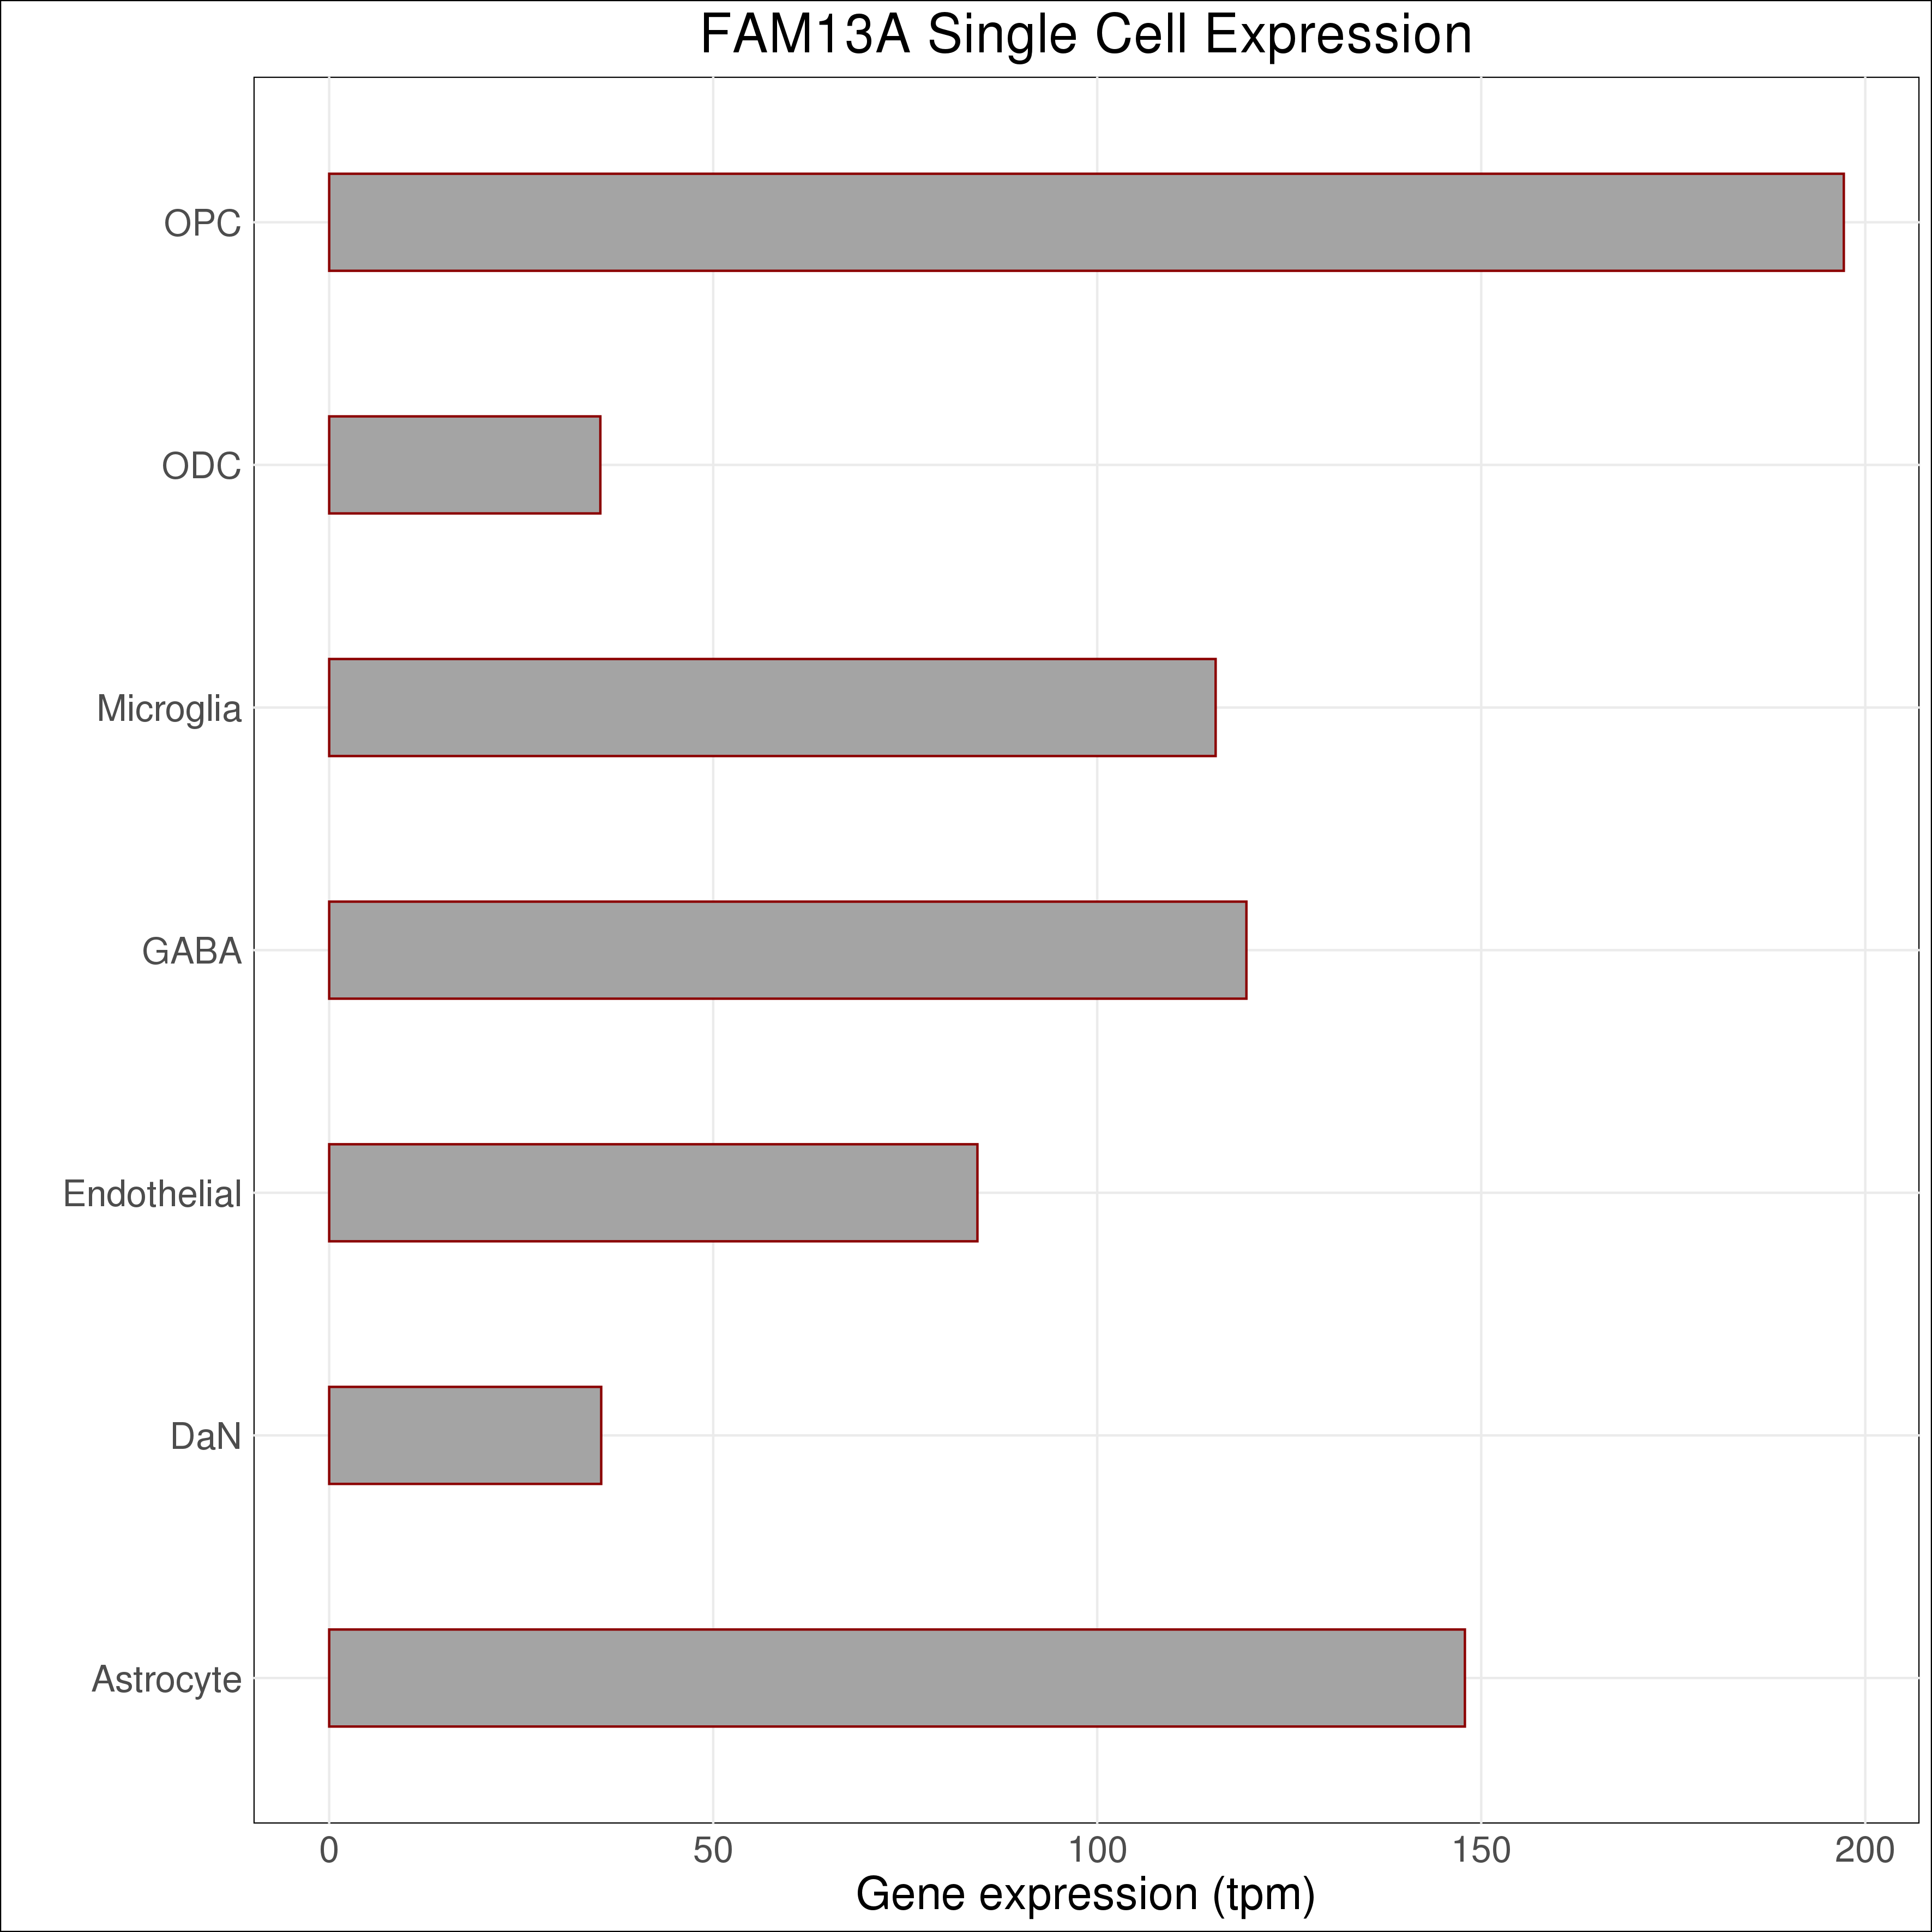 FAM13A Single Cell Expression
OPC
ODC
Microglia
GABA
Endothelial
DaN
Astrocyte
0 50 100 150 200
Gene expression (tpm)